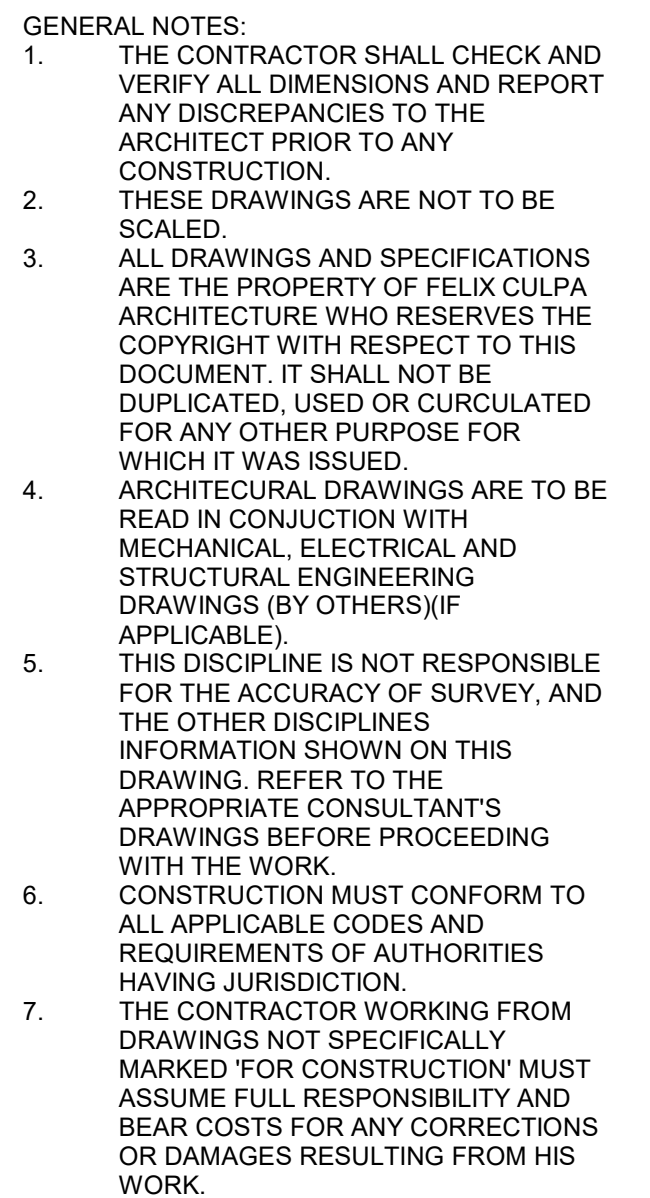 GENERAL NOTES:
1. THE CONTRACTOR SHALL CHECK AND
VERIFY ALL DIMENSIONS AND REPORT
ANY DISCREPANCIES TO THE
ARCHITECT PRIOR TO ANY
CONSTRUCTION.
2. THESE DRAWINGS ARE NOT TO BE
SCALED.
3. ALL DRAWINGS AND SPECIFICATIONS
ARE THE PROPERTY OF FELIX CULPA
ARCHITECTURE WHO RESERVES THE
COPYRIGHT WITH RESPECT TO THIS
DOCUMENT. IT SHALL NOT BE
DUPLICATED, USED OR CURCULATED
FOR ANY OTHER PURPOSE FOR
WHICH IT WAS ISSUED.
4. ARCHITECURAL DRAWINGS ARE TO BE
READ IN CONJUCTION WITH
MECHANICAL, ELECTRICAL AND
STRUCTURAL ENGINEERING
DRAWINGS (BY OTHERS)(IF
APPLICABLE).
5. THIS DISCIPLINE IS NOT RESPONSIBLE
FOR THE ACCURACY OF SURVEY, AND
THE OTHER DISCIPLINES
INFORMATION SHOWN ON THIS
DRAWING. REFER TO THE
APPROPRIATE CONSULTANT'S
DRAWINGS BEFORE PROCEEDING
WITH THE WORK.
6. CONSTRUCTION MUST CONFORM TO
ALL APPLICABLE CODES AND
REQUIREMENTS OF AUTHORITIES
HAVING JURISDICTION.
7. THE CONTRACTOR WORKING FROM
DRAWINGS NOT SPECIFICALLY
MARKED 'FOR CONSTRUCTION' MUST
ASSUME FULL RESPONSIBILITY AND
BEAR COSTS FOR ANY CORRECTIONS
OR DAMAGES RESULTING FROM HIS
WORK.